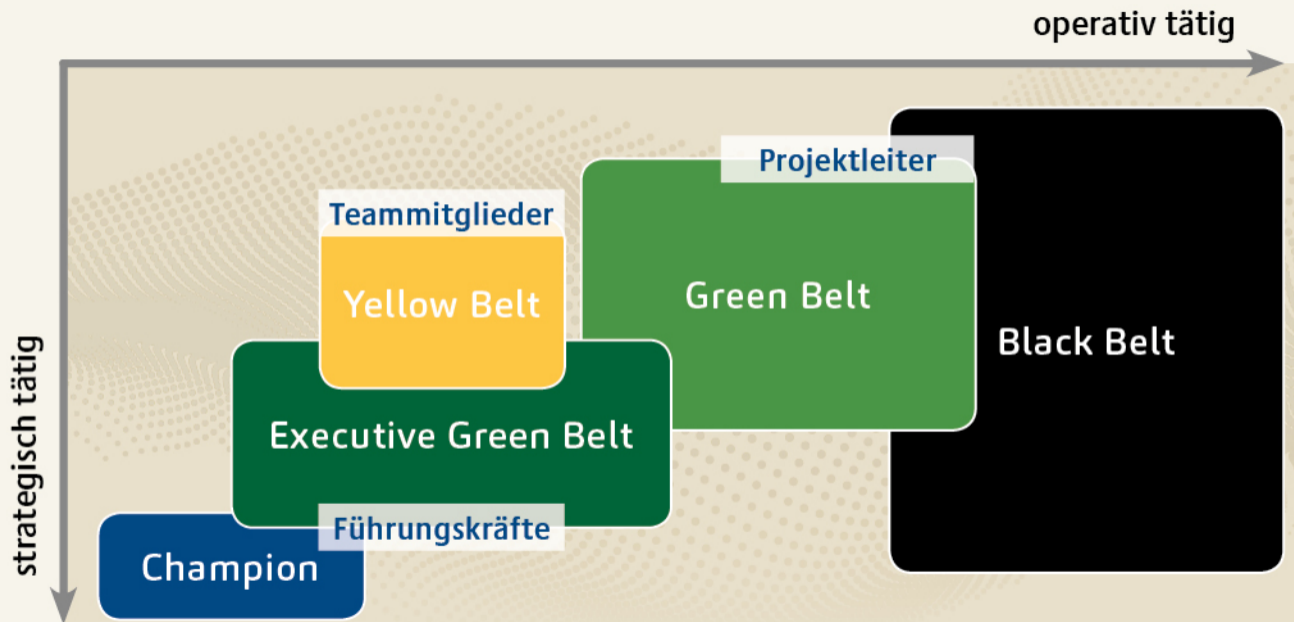 operativ tätig
Projektleiter
Teammitglieder
Green Belt
Yellow Belt
Black Belt
strategisch tätig
Executive Green Belt
Führungskräfte
Champion